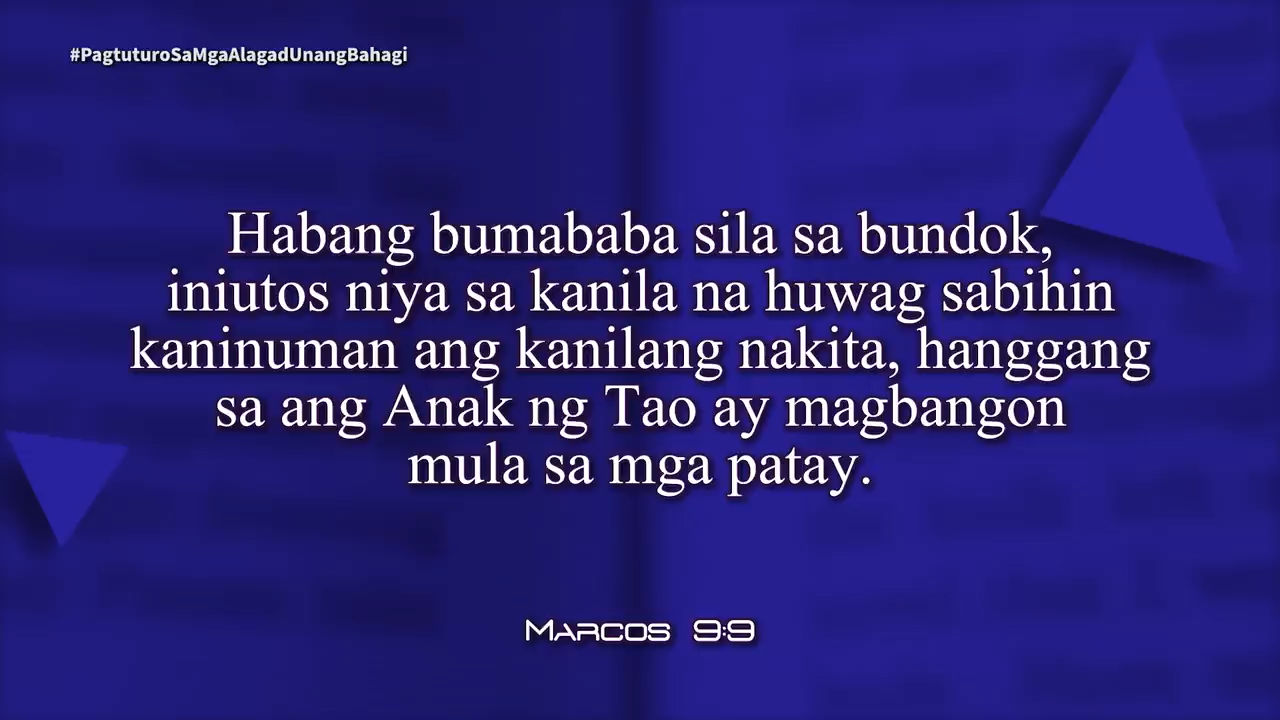 #PagtuturoSaMgaAlagadUnangBahagi
Habang bumababa sila sa bundok,
iniutos niya sa kanila na huwag sabihin
kaninuman ang kanilang nakita, hanggang
sa ang Anak ng Tao ay magbangon
mula sa mga patay.
Marcos 9:9